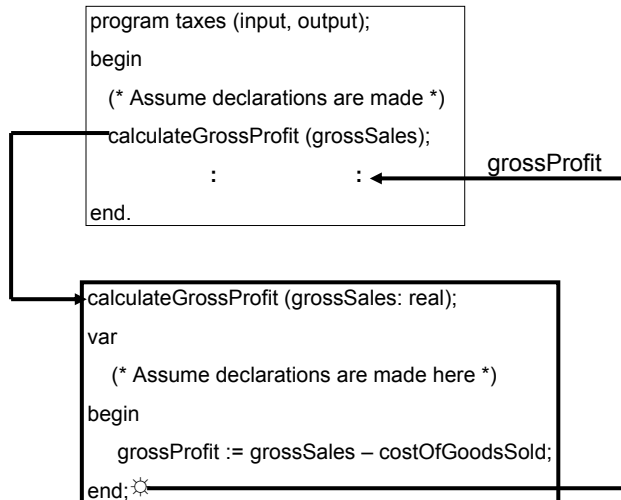 program taxes (input, output);
begin
(* Assume declarations are made *)
calculateGrossProfit (grossSales);
: :
grossProfit
end.
calculateGrossProfit (grossSales: real);
var
(* Assume declarations are made here *)
begin
grossProfit := grossSales – costOfGoodsSold;
end;